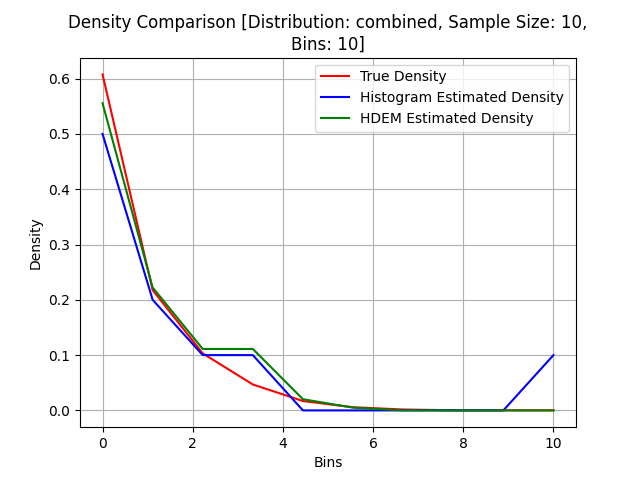 Density Comparison [Distribution: combined, Sample Size: 10,
Bins: 10]
True Density
Histogram Estimated Density
HDEM Estimated Density
Density
0.6
0.5
0.4
0.3
0.2
0.1
0.0
0 2 4 6 8 10
Bins